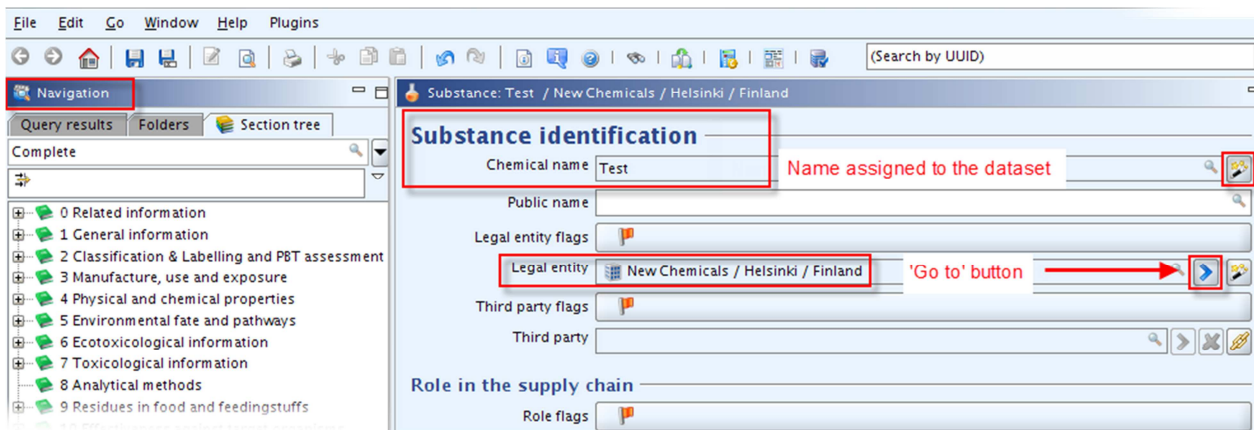 File Edit Go Window Help Plugins
(Search by UUID)
Navigation
Substance: Test / New Chemicals / Helsinki / Finland
Query results Folders Section tree
Complete
Substance identification
Chemical name Test
Name assigned to the dataset
Public name
Legal entity flags
Legal entity New Chemicals / Helsinki / Finland
'Go to' button
Third party flags
Third party
Role in the supply chain
Role flags
0 Related information
1 General information
2 Classification & Labelling and PBT assessment
3 Manufacture, use and exposure
4 Physical and chemical properties
5 Environmental fate and pathways
6 Ecotoxicological information
7 Toxicological information
8 Analytical methods
9 Residues in food and feedingstuffs